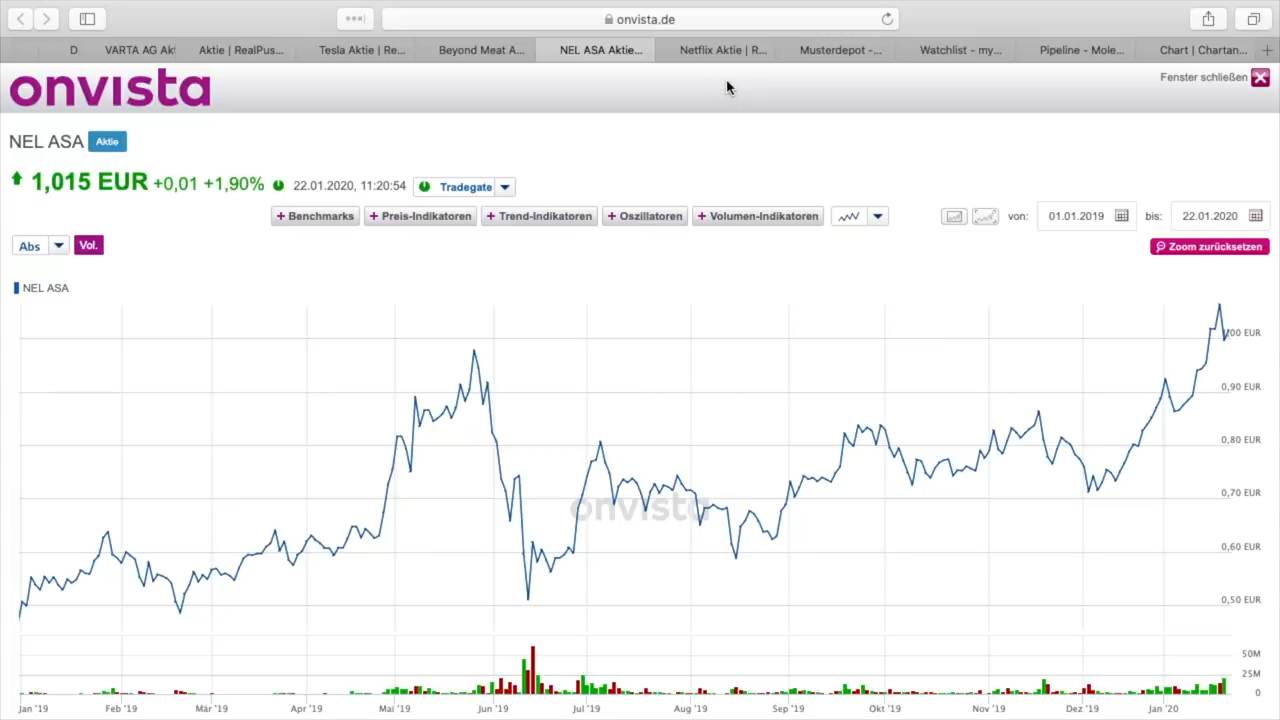 onvista.de
D
VARTA AG Ak
Aktie | RealPus...
Tesla Aktie | Re...
Beyond Meat A...
NEL ASA Aktie...
Netflix Aktie | R...
Musterdepot -...
Watchlist - my...
Pipeline - Mole...
Chart | Chartan...
onvista
Fenster schließen
NEL ASA Aktie
1,015 EUR +0,01 +1,90% 22.01.2020, 11:20:54 Tradegate
+ Benchmarks + Preis-Indikatoren + Trend-Indikatoren + Oszillatoren + Volumen-Indikatoren von: 01.01.2019 bis: 22.01.2020
Abs Vol. Zoom zurücksetzen
NEL ASA
,00 EUR
0,90 EUR
0,80 EUR
0,70 EUR
onvista
0,60 EUR
0,50 EUR
50M
25M
0
Jan '19 Feb '19 Mär '19 Apr '19 Mai '19 Jun '19 Jul '19 Aug '19 Sep '19 Okt '19 Nov '19 Dez '19 Jan '20